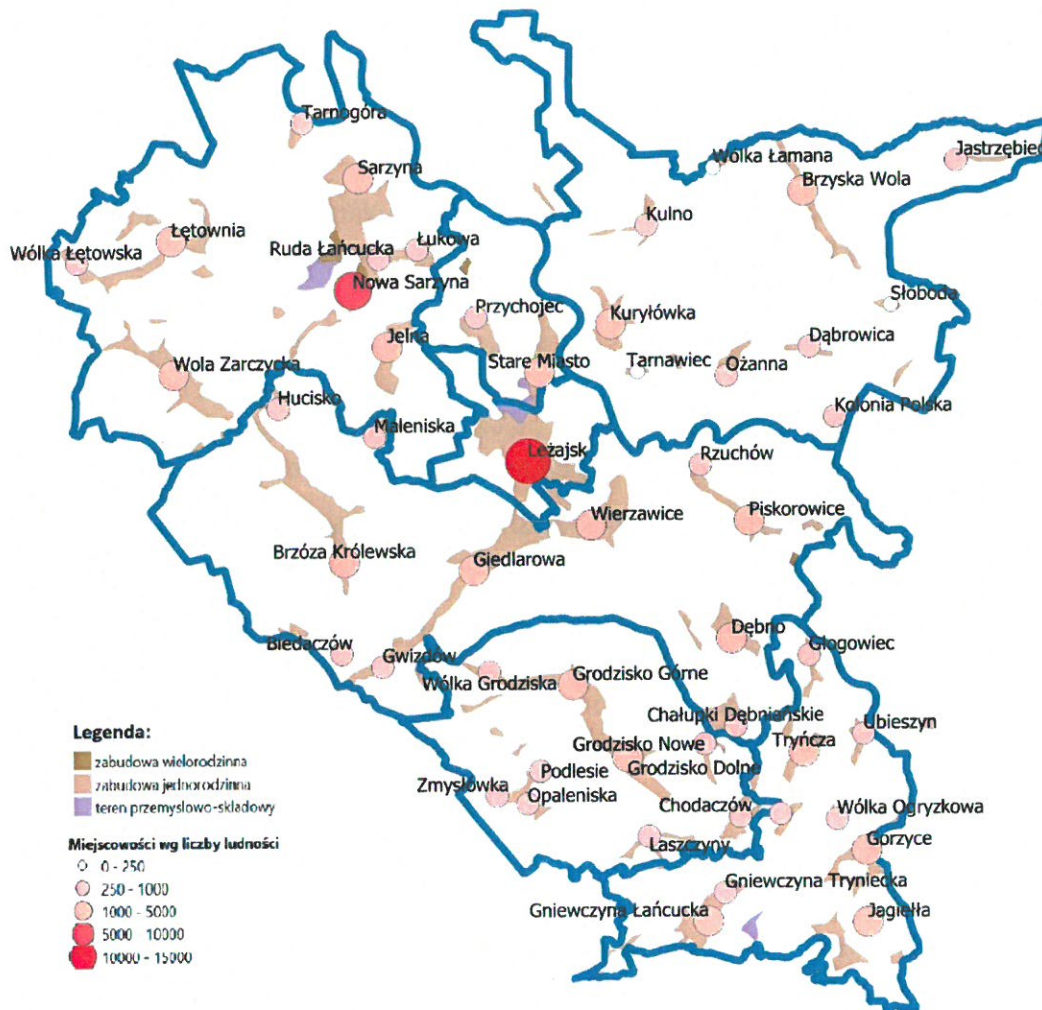 Tarnogóra
Wólka Łamana
Jastrzębiec
Sarzyna
Brzyska Wola
Kulno
Łętownia
Łukowa
Ruda Łańcucka
Wólka Łętowska
Nowa Sarzyna
Słoboda
Przychojec
Kuryłówka
Jelna
Dąbrowica
Stare Miasto
Tarnawiec
Ożanna
Wola Zarczycka
Hucisko
Kolonia Polska
Maleniska
Leżajsk
Rzuchów
Wierzawice
Piskorowice
Brzóza Królewska
Giedlarowa
Dębno
Głogowiec
Biedaczów
Gwizdów
Wólka Grodziska
Grodzisko Górne
Chałupki Dębniańskie
Ubieszyn
Legenda:
Grodzisko Nowe
Tryńcza
zabudowa wielorodzinna
Grodzisko Dolne
zabudowa jednorodzinna
Podlesie
Zmysłówka
Opaleniska
teren przemysłowo-składowy
Chodaczów
Wólka Ogryzkowa
Laszczyny
Gorzyce
Miejscowości wg liczby ludności
0 - 250
250 - 1000
Gniewczyna Tryniecka
1000 - 5000
Gniewczyna Łańcucka
Jagiełła
5000 - 10000
10000 - 15000